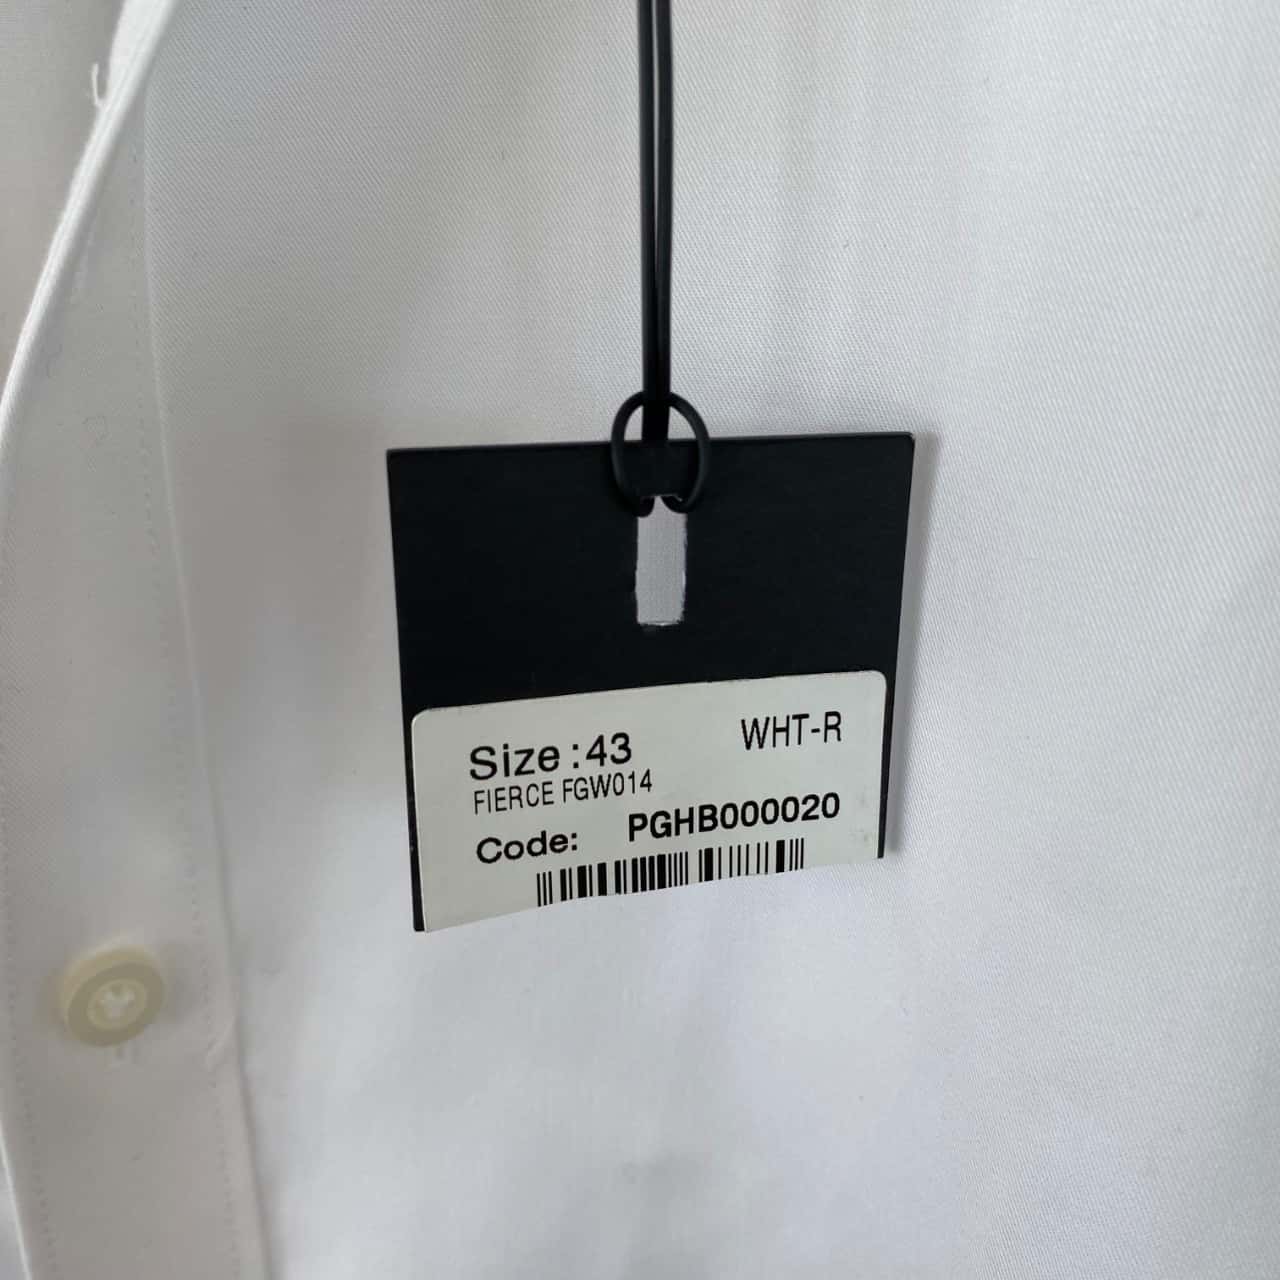 Size :43 WHT-R
FIERCE FGW014
Code: PGHB000020